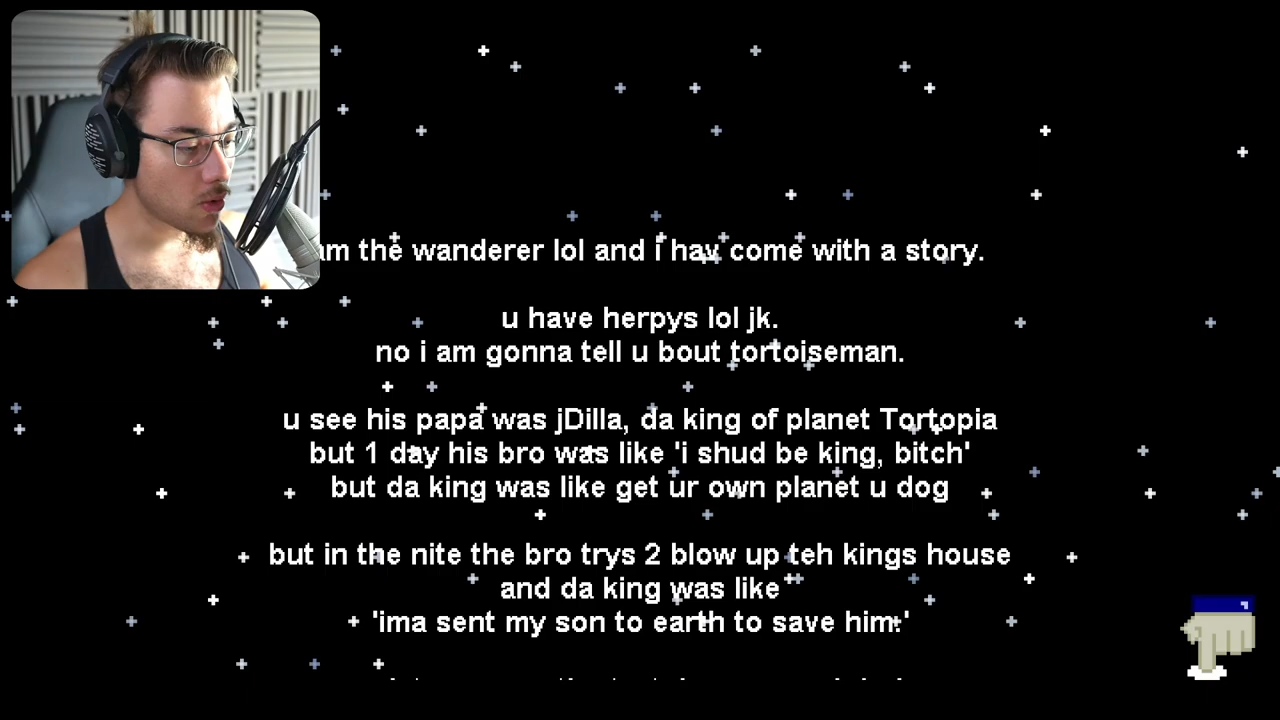 am the wanderer lol and i hav come with a story.
u have herpys lol jk.
no i am gonna tell u bout tortoiseman.
u see his papa was jDilla, da king of planet Tortopia
but 1 day his bro was like 'i shud be king, bitch'
but da king was like get ur own planet u dog
but in the nite the bro trys 2 blow up teh kings house
and da king was like
'ima sent my son to earth to save him.'